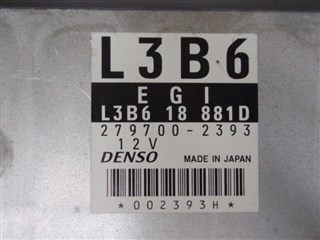 L3B6
EGI
L3B6 18 881D
279700-2393
12V
DENSO MADE IN JAPAN
*002393H*